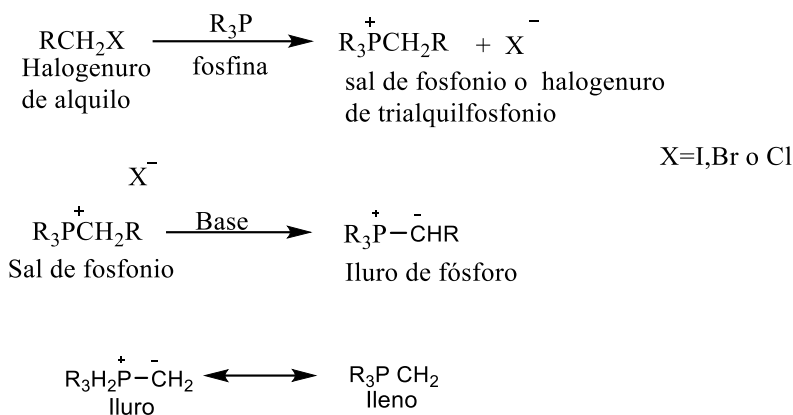 RCH₂X R₃P R₃P⁺CH₂R + X⁻
Halogenuro fosfina sal de fosfonio o halogenuro
de alquilo de trialquilfosfonio
X=I,Br o Cl
X⁻
R₃P⁺CH₂R Base R₃P⁺–C⁻HR
Sal de fosfonio Iluro de fósforo
R₃H₂P⁺–C⁻H₂ R₃P CH₂
Iluro Ileno